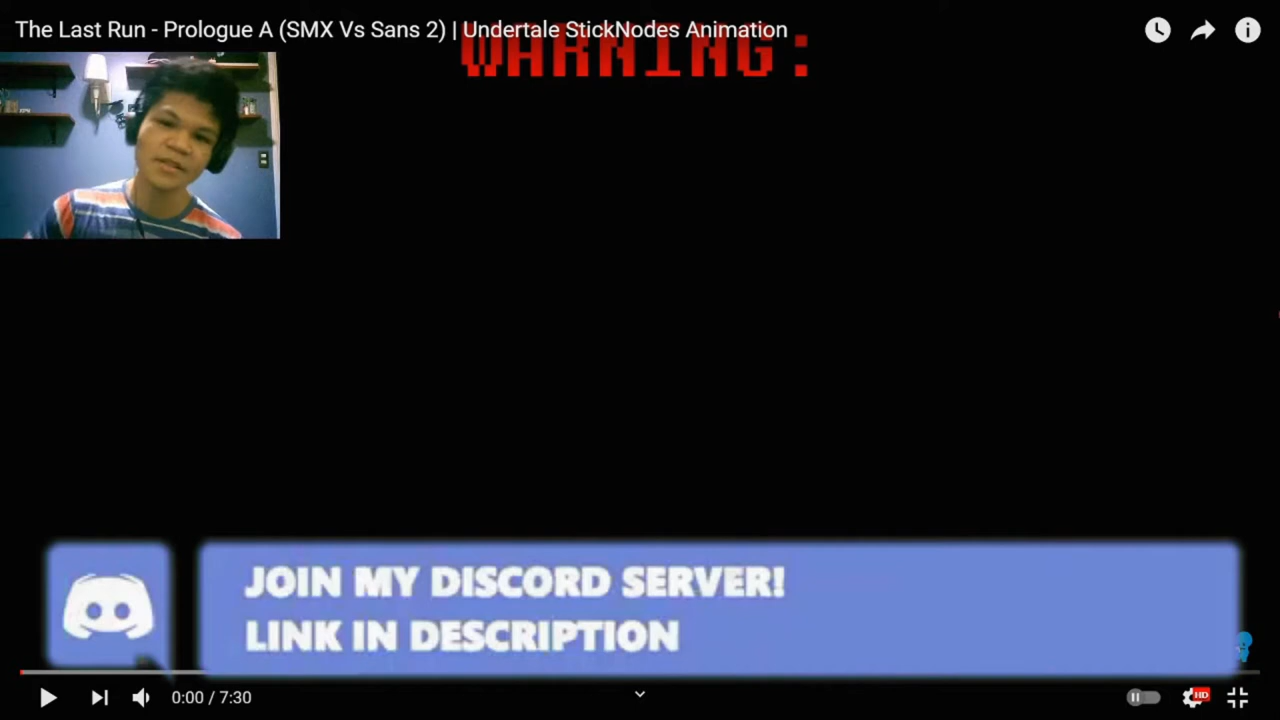 The Last Run - Prologue A (SMX Vs Sans 2) | Undertale StickNodes Animation
WARNING:
JOIN MY DISCORD SERVER!
LINK IN DESCRIPTION
0:00 / 7:30
HD